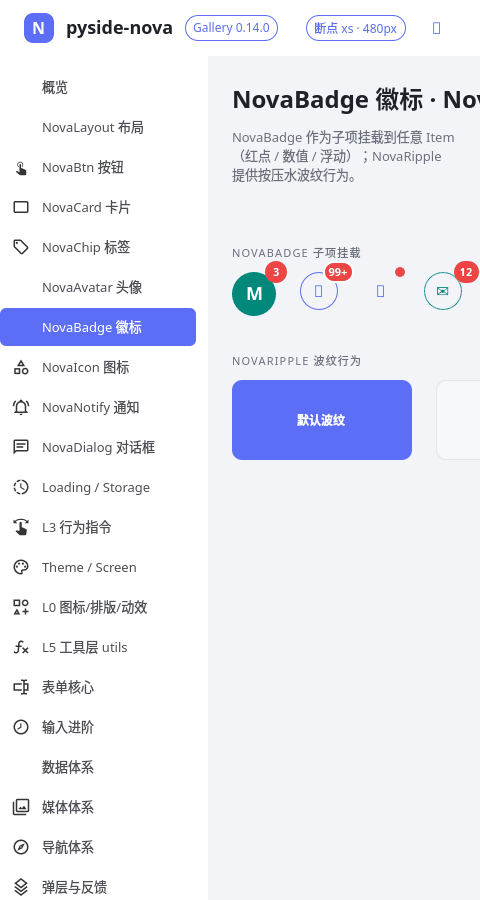 N pyside-nova Gallery 0.14.0 断点 xs · 480px
概览
NovaLayout 布局
NovaBtn 按钮
NovaCard 卡片
NovaChip 标签
NovaAvatar 头像
NovaBadge 徽标
NovaIcon 图标
NovaNotify 通知
NovaDialog 对话框
Loading / Storage
L3 行为指令
Theme / Screen
L0 图标/排版/动效
L5 工具层 utils
表单核心
输入进阶
数据体系
媒体体系
导航体系
弹层与反馈
NovaBadge 徽标 · Nov
NovaBadge 作为子项挂载到任意 Item
（红点 / 数值 / 浮动）；NovaRipple
提供按压水波纹行为。
NOVABADGE 子项挂载
M 3 99+ 12
NOVARIPPLE 波纹行为
默认波纹